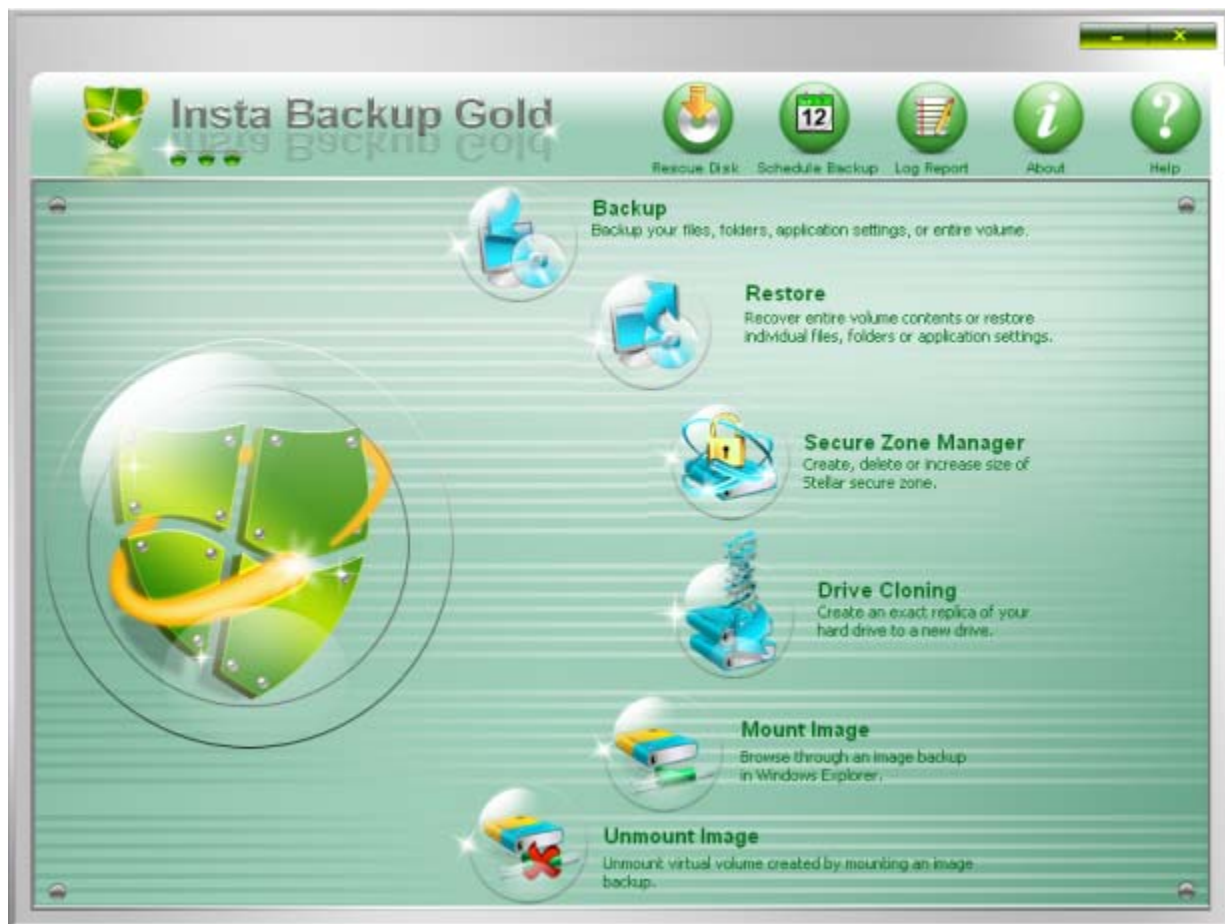 Insta Backup Gold
12
Rescue Disk
Schedule Backup
Log Report
i
About
?
Help
Backup
Backup your files, folders, application settings, or entire volume.
Restore
Recover entire volume contents or restore
individual files, folders or application settings.
Secure Zone Manager
Create, delete or increase size of
Stellar secure zone.
Drive Cloning
Create an exact replica of your
hard drive to a new drive.
Mount Image
Browse through an image backup
in Windows Explorer.
Unmount Image
Unmount virtual volume created by mounting an image
backup.